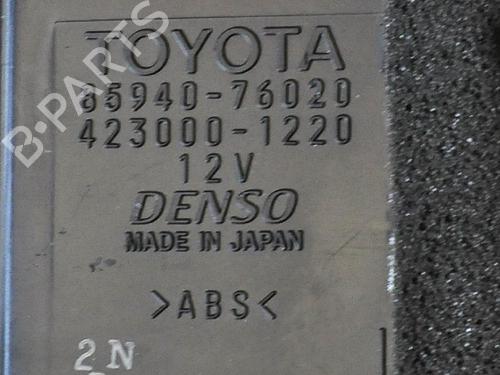 TOYOTA
85940-76020
423000-1220
12V
DENSO
MADE IN JAPAN
>ABS<
2N
B-PARTS